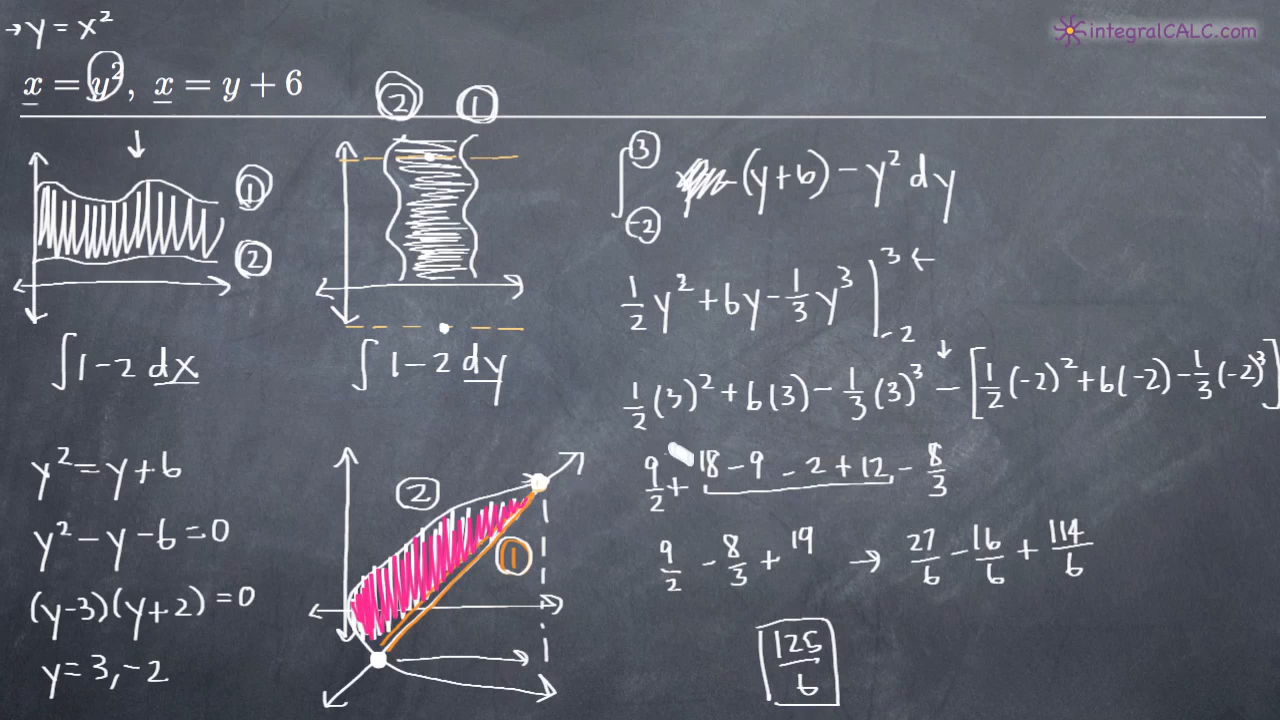 → y = x²
integralCALC.com
x = y², x = y + 6
② ①
①
②
∫ 1 - 2 dx
∫ 1 - 2 dy
y² = y + 6
y² - y - 6 = 0
(y-3)(y+2) = 0
y = 3, -2
②
①
∫₋₂³ (y+6) - y² dy
1/2 y² + 6y - 1/3 y³ |₋₂³ ←
1/2 (3)² + 6(3) - 1/3 (3)³ - [1/2 (-2)² + 6(-2) - 1/3 (-2)³]
9/2 + 18 - 9 - 2 + 12 - 8/3
9/2 - 8/3 + 19 → 27/6 - 16/6 + 114/6
125/6